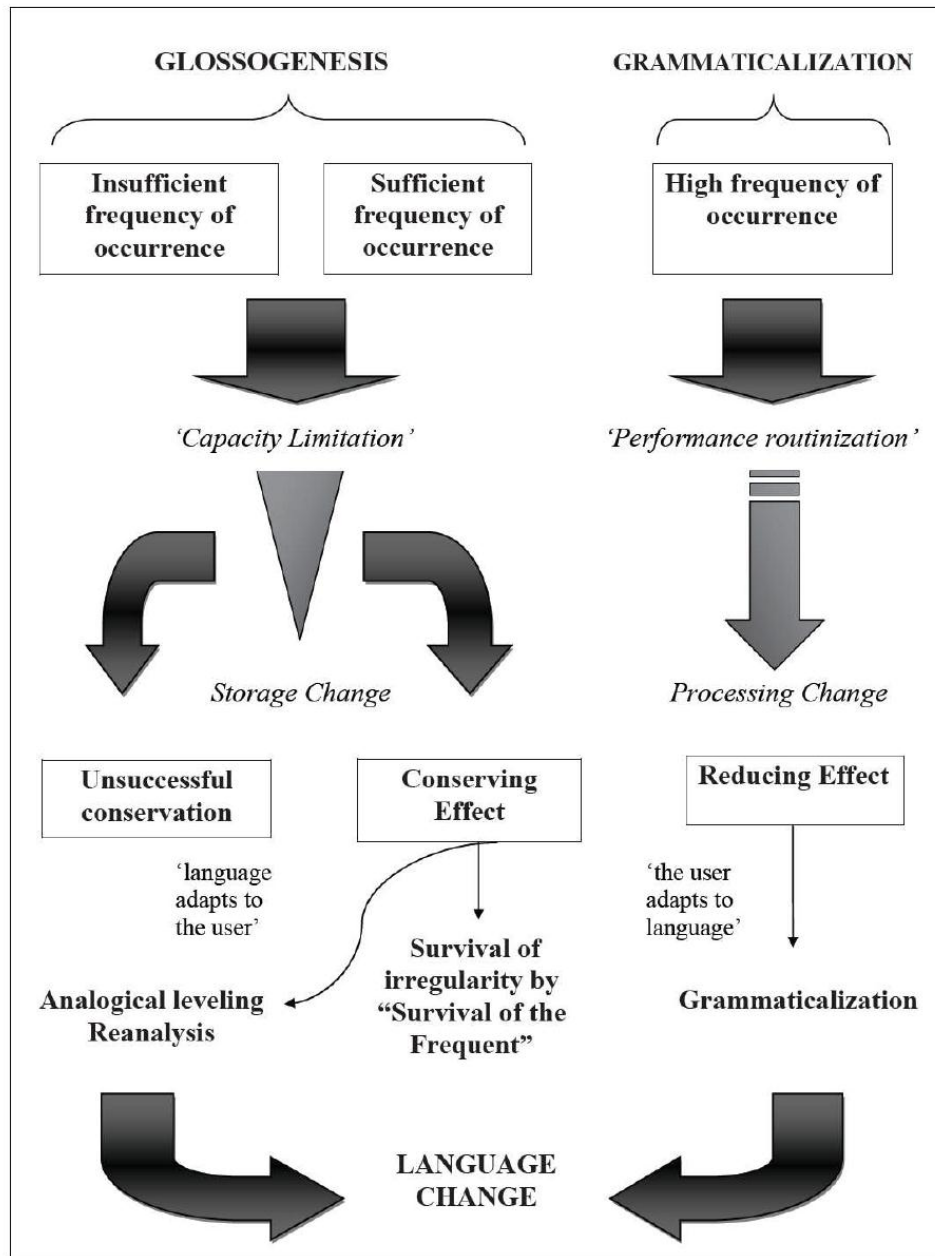 GLOSSOGENESIS
GRAMMATICALIZATION
Insufficient
frequency of
occurrence
Sufficient
frequency of
occurrence
High frequency of
occurrence
‘Capacity Limitation’
‘Performance routinization’
Storage Change
Processing Change
Unsuccessful
conservation
Conserving
Effect
Reducing Effect
‘language
adapts to
the user’
‘the user
adapts to
language’
Analogical leveling
Reanalysis
Survival of
irregularity by
“Survival of the
Frequent”
Grammaticalization
LANGUAGE
CHANGE